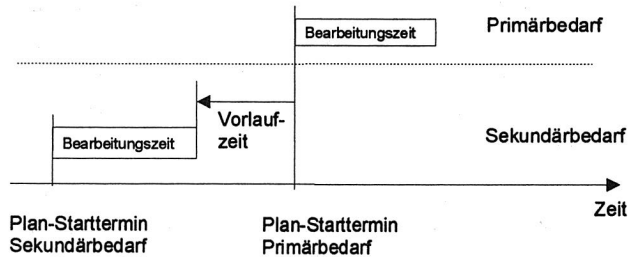 Bearbeitungszeit
Primärbedarf
Vorlauf-
zeit
Bearbeitungszeit
Sekundärbedarf
Zeit
Plan-Starttermin
Sekundärbedarf
Plan-Starttermin
Primärbedarf